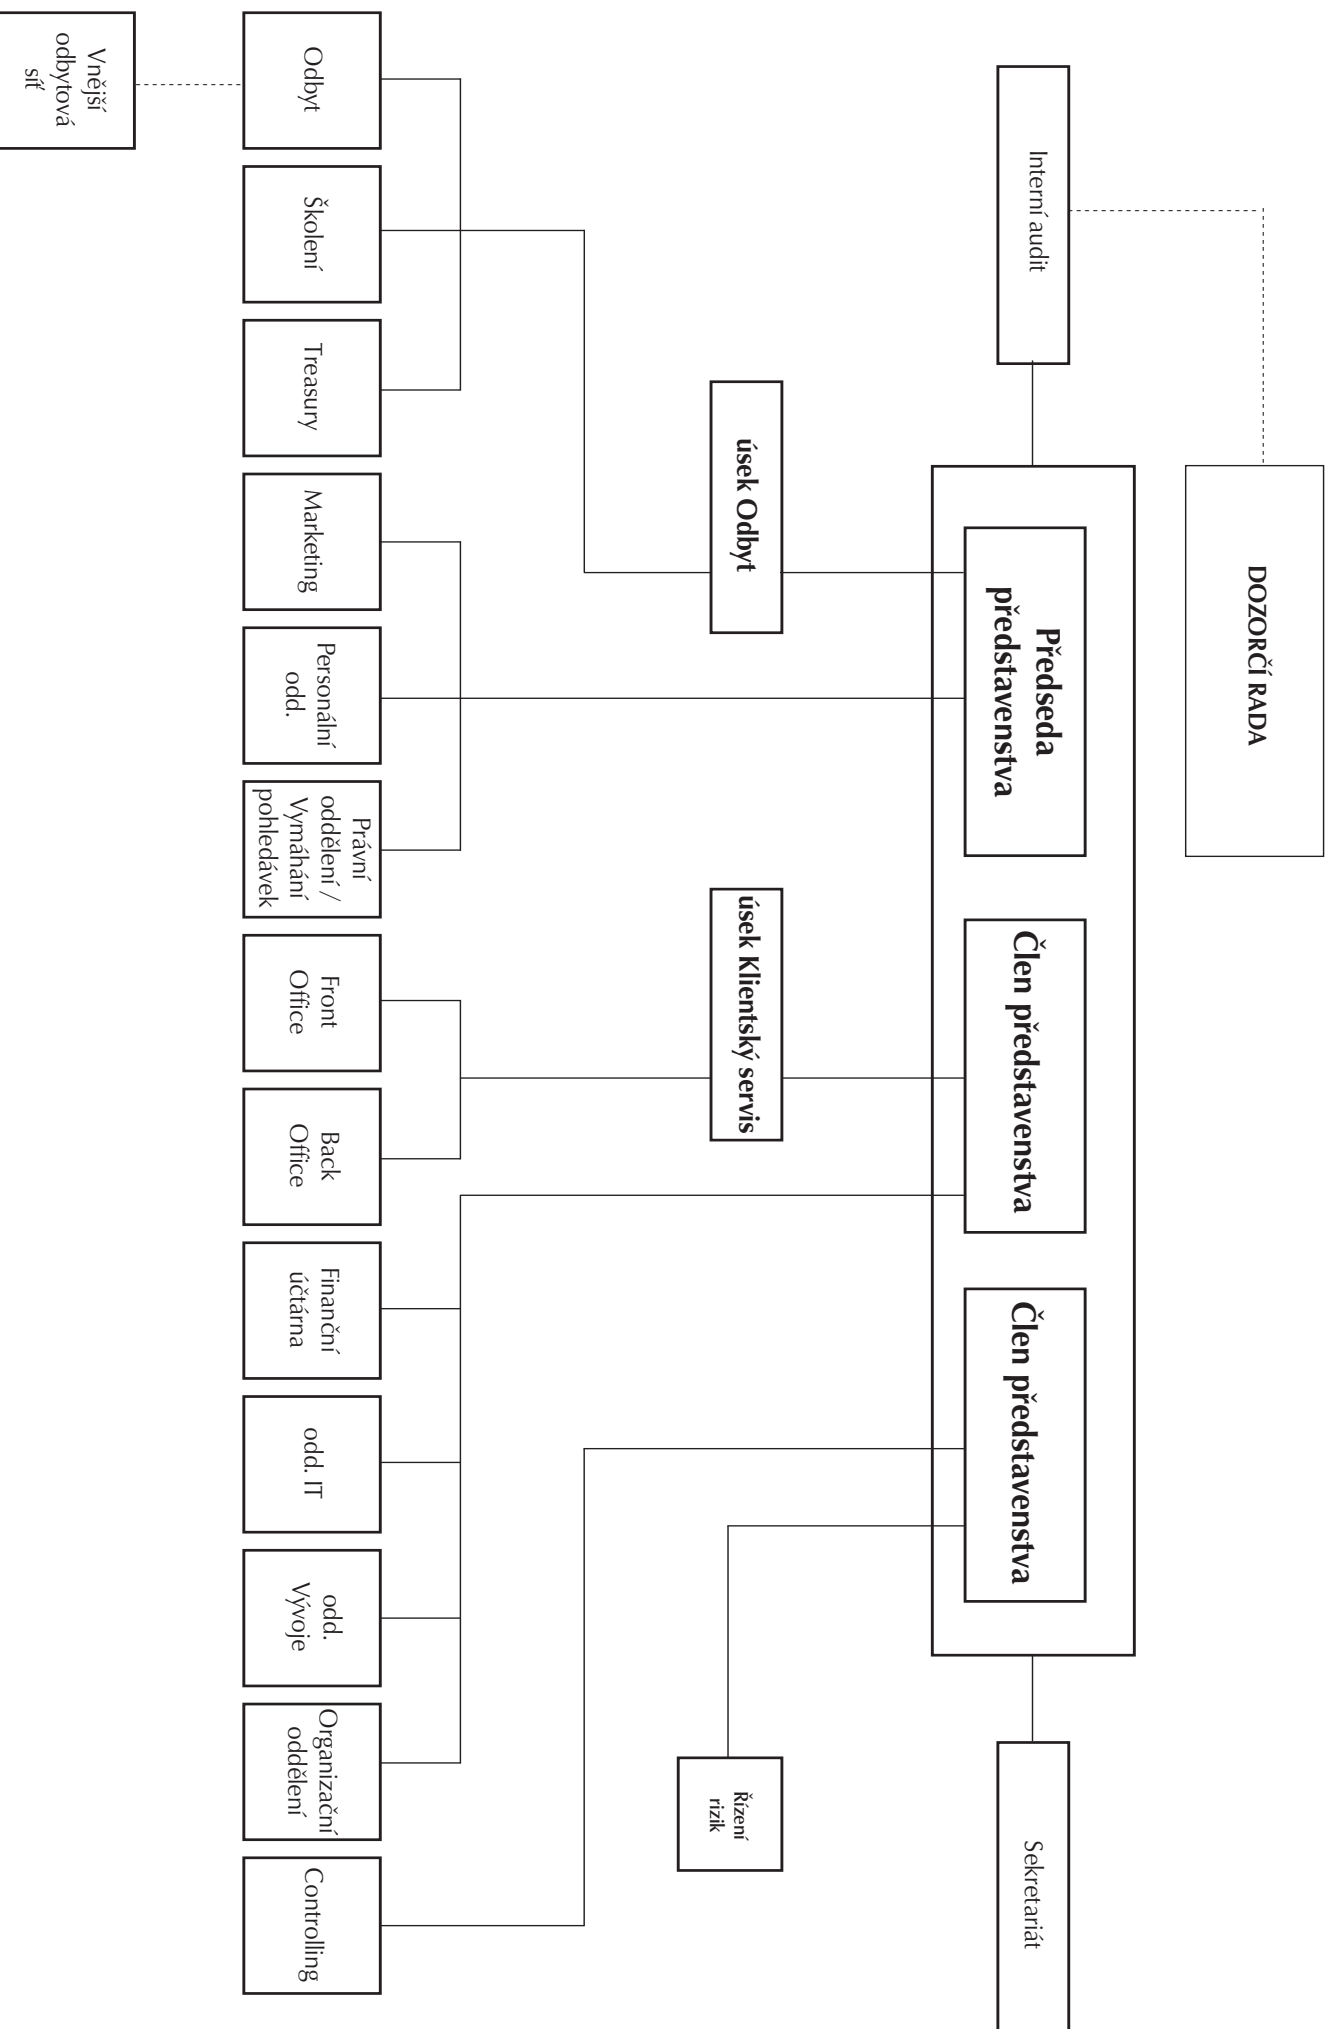 DOZORČÍ RADA
Interní audit
Předseda
představenstva
Člen představenstva
Člen představenstva
Sekretariát
úsek Odbyt
úsek Klientský servis
Řízení
rizik
Odbyt
Školení
Treasury
Marketing
Personální
odd.
Právní
oddělení /
Vymáhání
pohledávek
Front
Office
Back
Office
Finanční
účtárna
odd. IT
odd.
Vývoje
Organizační
oddělení
Controlling
Vnější
odbytová
síť